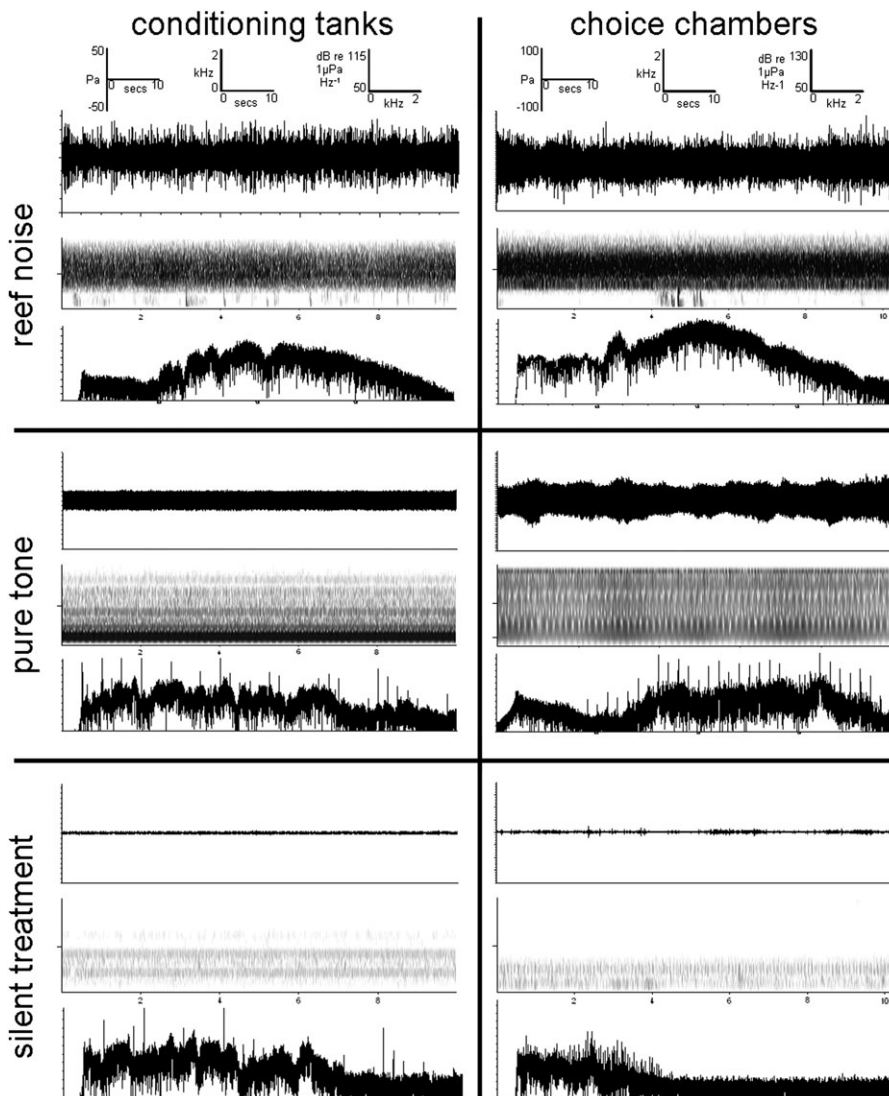 conditioning tanks
choice chambers
50
Pa
-50
0 10
secs
2
kHz
0
0 10
secs
dB re 115
1µPa
Hz⁻¹
50
0 2
kHz
100
Pa
-100
0 10
secs
2
kHz
0
0 10
secs
dB re 130
1µPa
Hz-1
50
0 2
kHz
reef noise
2 4 6 8
2 4 6 8 10
pure tone
2 4 6 8
silent treatment
2 4 6 8
2 4 6 8 10